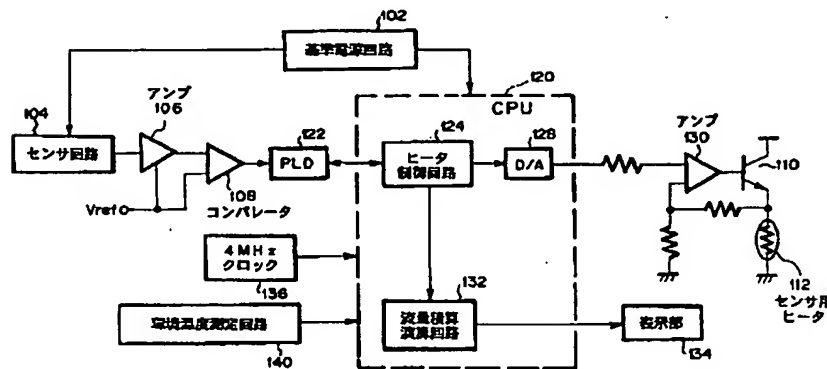 102
基準電源回路
120
CPU
104
センサ回路
アンプ
106
Vref
108
コンパレータ
122
PLD
124
ヒータ
制御回路
128
D/A
アンプ
130
110
112
センサ用
ヒータ
4MHz
クロック
136
環境温度測定回路
140
132
流量積算
演算回路
表示部
134